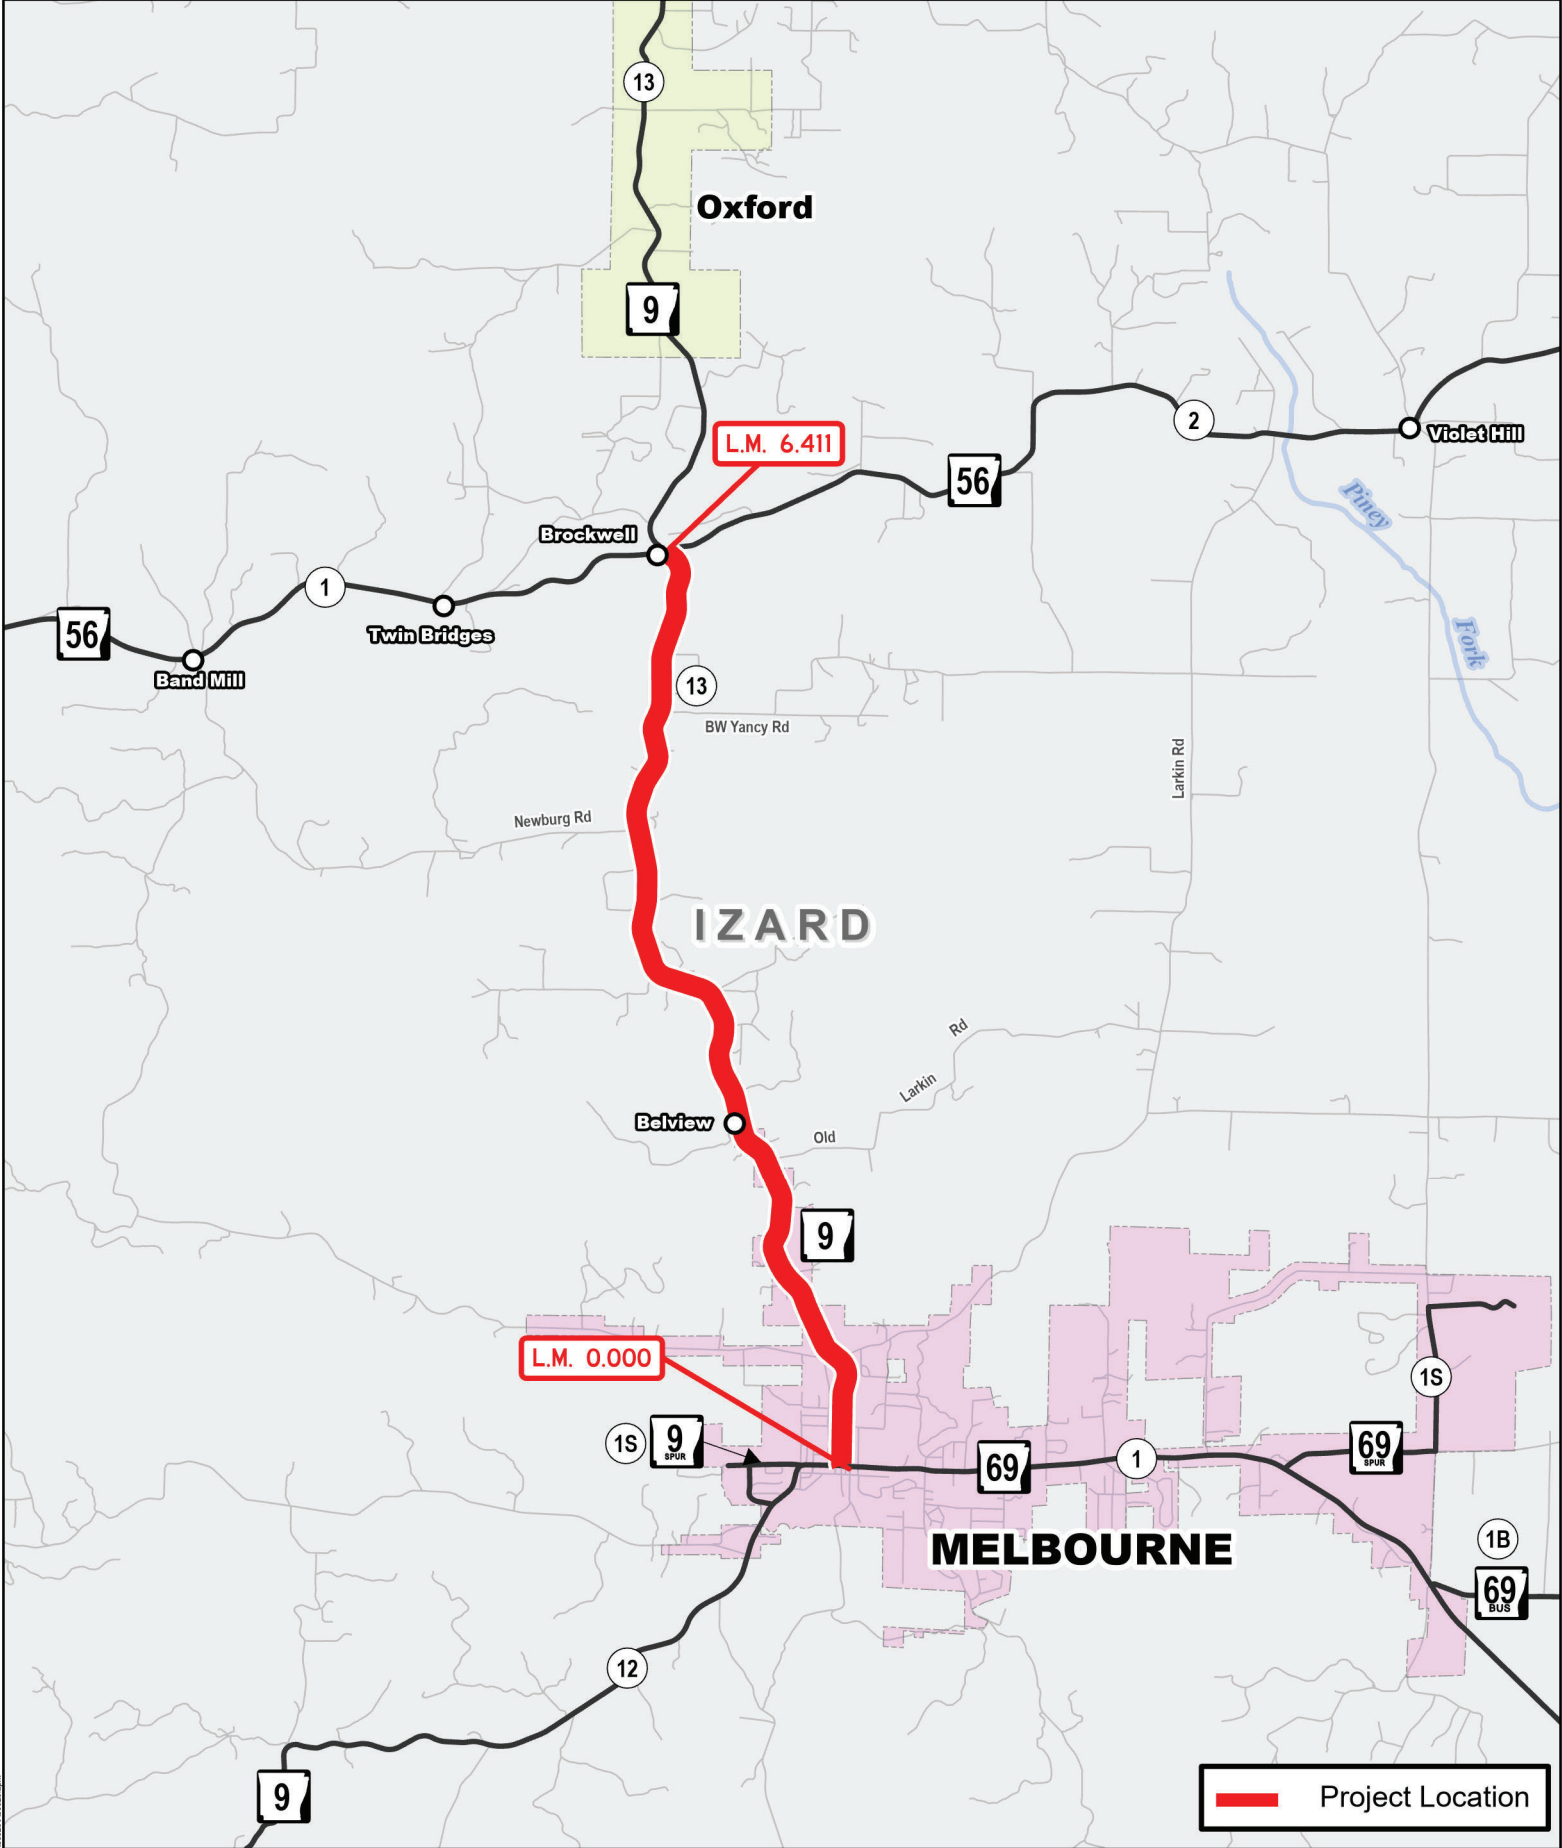 13
Oxford
9
L.M. 6.411
2
Violet Hill
56
Piney
Brockwell
1
Twin Bridges
56
Band Mill
Fork
13
BW Yancy Rd
Larkin Rd
Newburg Rd
IZARD
Rd
Larkin
Belview
Old
9
L.M. 0.000
1S
1S
9
SPUR
69
1
69
SPUR
MELBOURNE
1B
69
BUS
12
9
Project Location